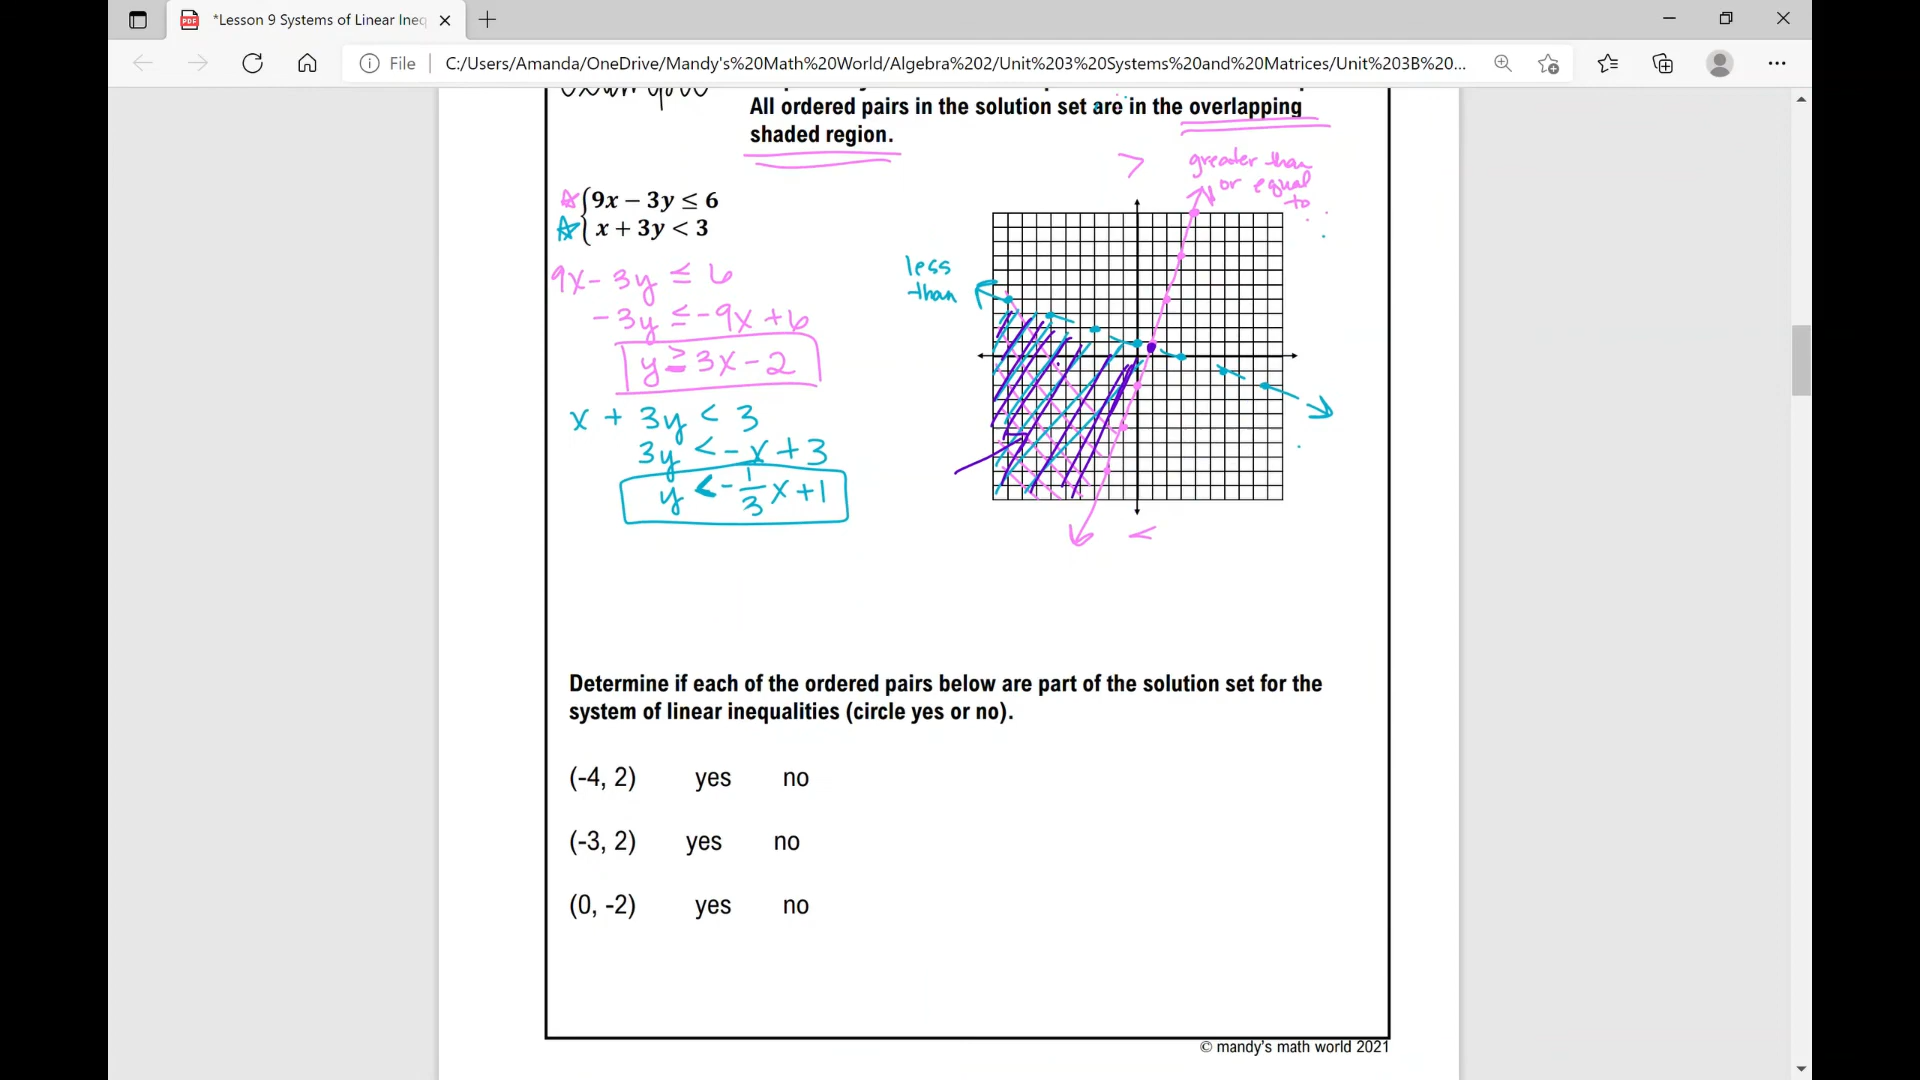 *Lesson 9 Systems of Linear Ineq
File
C:/Users/Amanda/OneDrive/Mandy's%20Math%20World/Algebra%202/Unit%203%20Systems%20and%20Matrices/Unit%203B%20...
example
All ordered pairs in the solution set are in the overlapping
shaded region.
> greater than
or equal
to
9x − 3y ≤ 6
x + 3y < 3
less
than
9x - 3y ≤ 6
-3y ≤ -9x + 6
y ≥ 3x - 2
x + 3y < 3
3y < -x + 3
y < -1/3 x + 1
<
Determine if each of the ordered pairs below are part of the solution set for the
system of linear inequalities (circle yes or no).
(-4, 2) yes no
(-3, 2) yes no
(0, -2) yes no
© mandy's math world 2021